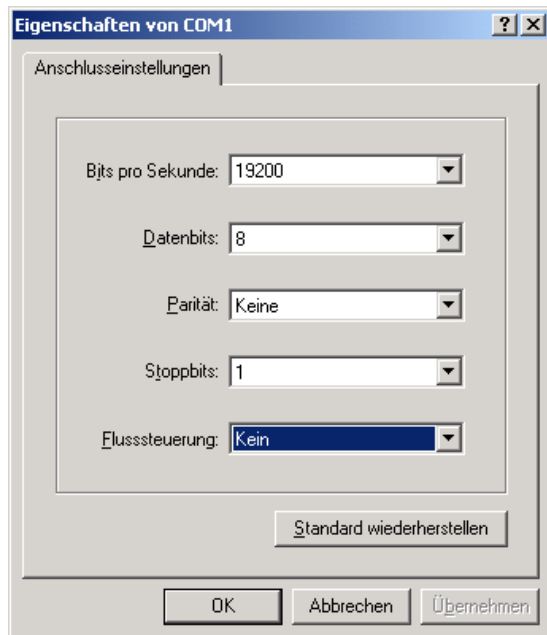 Eigenschaften von COM1
Anschlusseinstellungen
Bits pro Sekunde: 19200
Datenbits: 8
Parität: Keine
Stoppbits: 1
Flusssteuerung: Kein
Standard wiederherstellen
OK Abbrechen Übernehmen